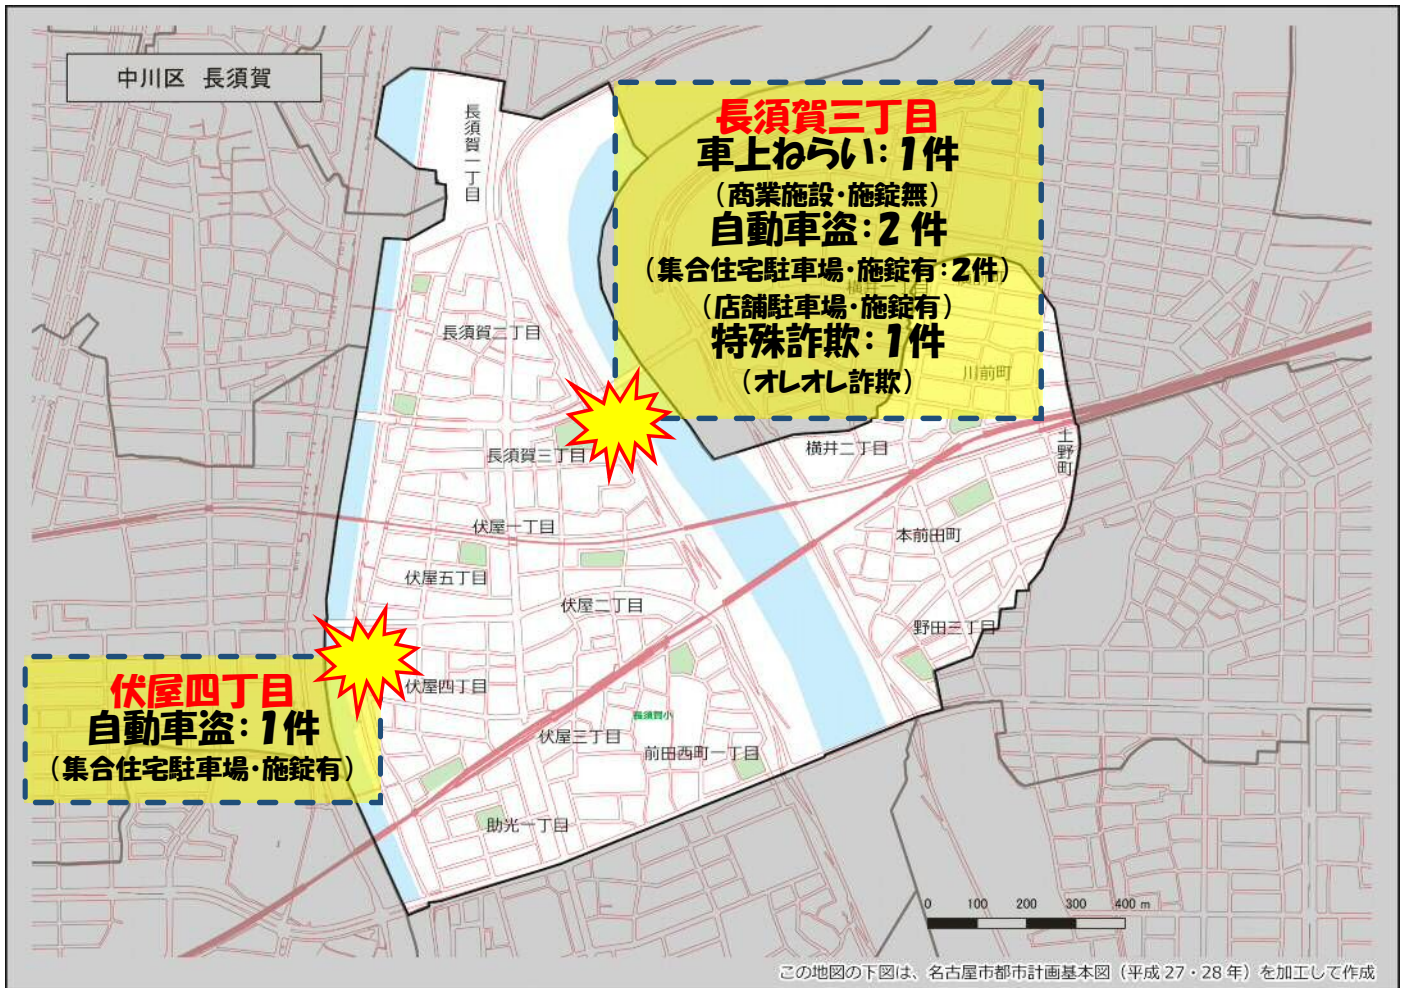 中川区 長須賀
長須賀一丁目
長須賀三丁目
車上ねらい：1件
（商業施設・施錠無）
自動車盗：2件
（集合住宅駐車場・施錠有：2件）
（店舗駐車場・施錠有）
特殊詐欺：1件
（オレオレ詐欺）
横井一丁目
川前町
長須賀二丁目
長須賀三丁目
横井二丁目
土野町
伏屋一丁目
本前田町
伏屋五丁目
伏屋二丁目
野田三丁目
伏屋四丁目
自動車盗：1件
（集合住宅駐車場・施錠有）
伏屋四丁目
長須賀小
伏屋三丁目
前田西町一丁目
助光一丁目
0 100 200 300 400 m
この地図の下図は、名古屋市都市計画基本図（平成27・28年）を加工して作成